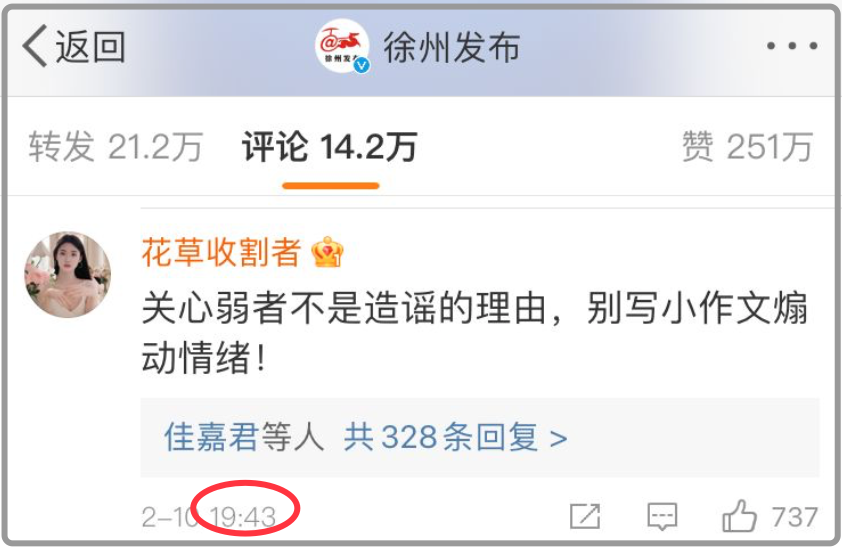 返回
徐州发布
徐州发布
转发 21.2万 评论 14.2万 赞 251万
花草收割者
关心弱者不是造谣的理由，别写小作文煽
动情绪！
佳嘉君等人 共328条回复 >
2-10 19:43 737